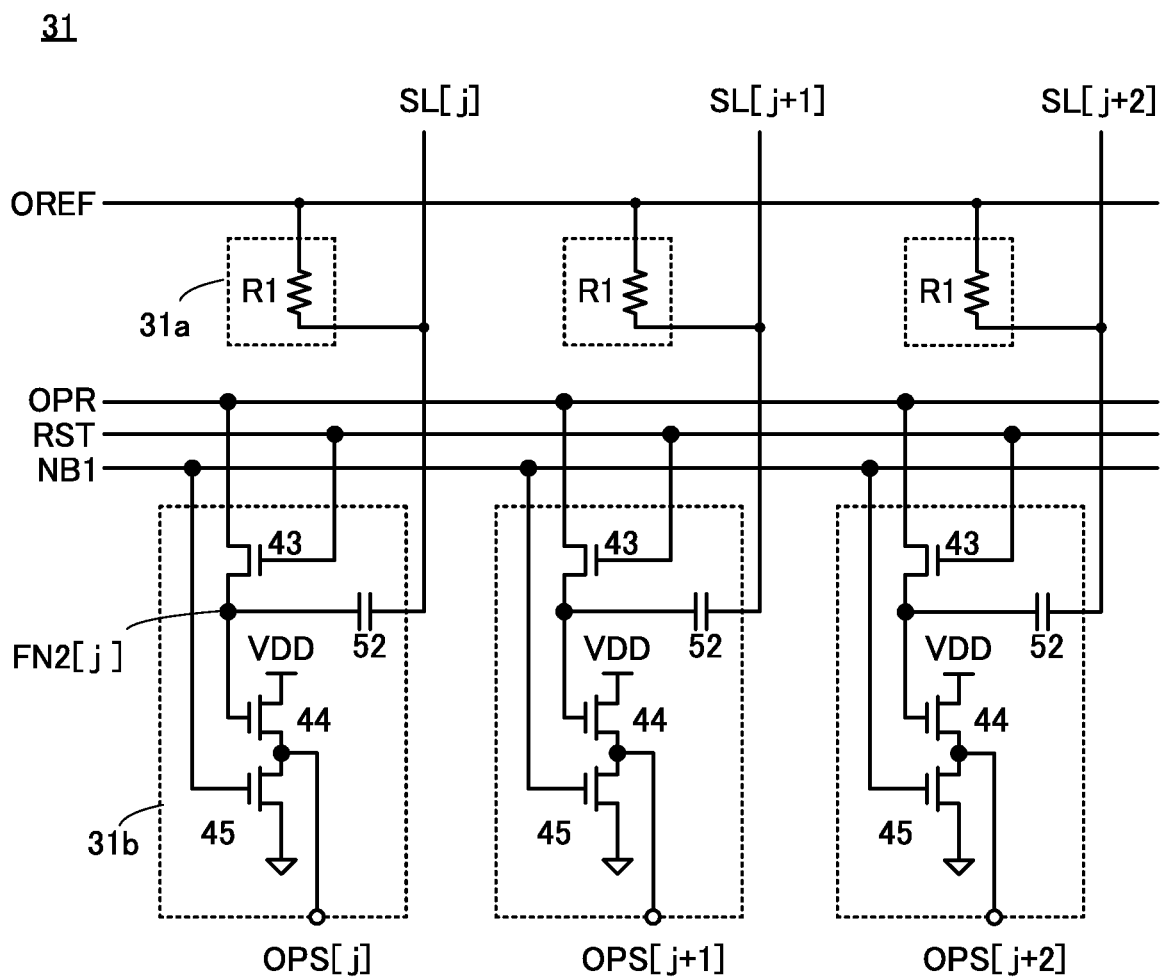 31
SL[j] SL[j+1] SL[j+2]
OREF
R1 R1 R1
31a
OPR
RST
NB1
43 43 43
52 52 52
FN2[j]
VDD VDD VDD
44 44 44
45 45 45
31b
OPS[j] OPS[j+1] OPS[j+2]